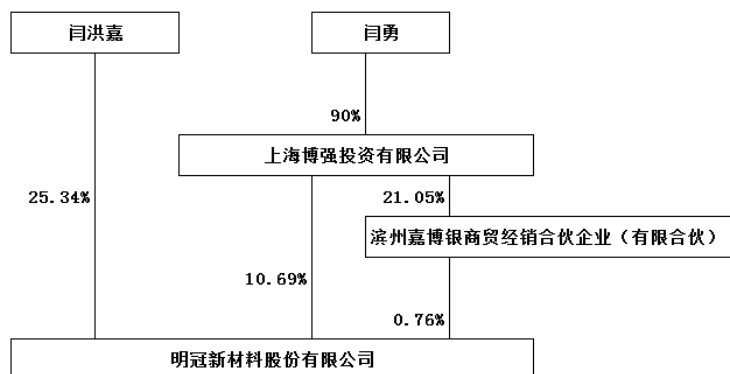 闫洪嘉
闫勇
90%
上海博强投资有限公司
25.34%
21.05%
滨州嘉博银商贸经销合伙企业（有限合伙）
10.69%
0.76%
明冠新材料股份有限公司